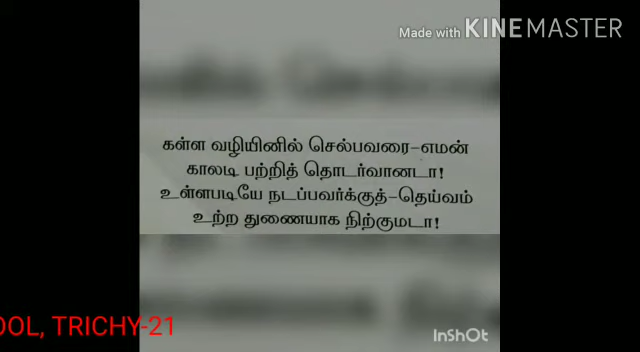 Made with KINEMASTER
கள்ள வழியினில் செல்பவரை-எமன்
காலடி பற்றித் தொடர்வானடா!
உள்ளபடியே நடப்பவர்க்குத்-தெய்வம்
உற்ற துணையாக நிற்குமடா!
OOL, TRICHY-21
InShOt